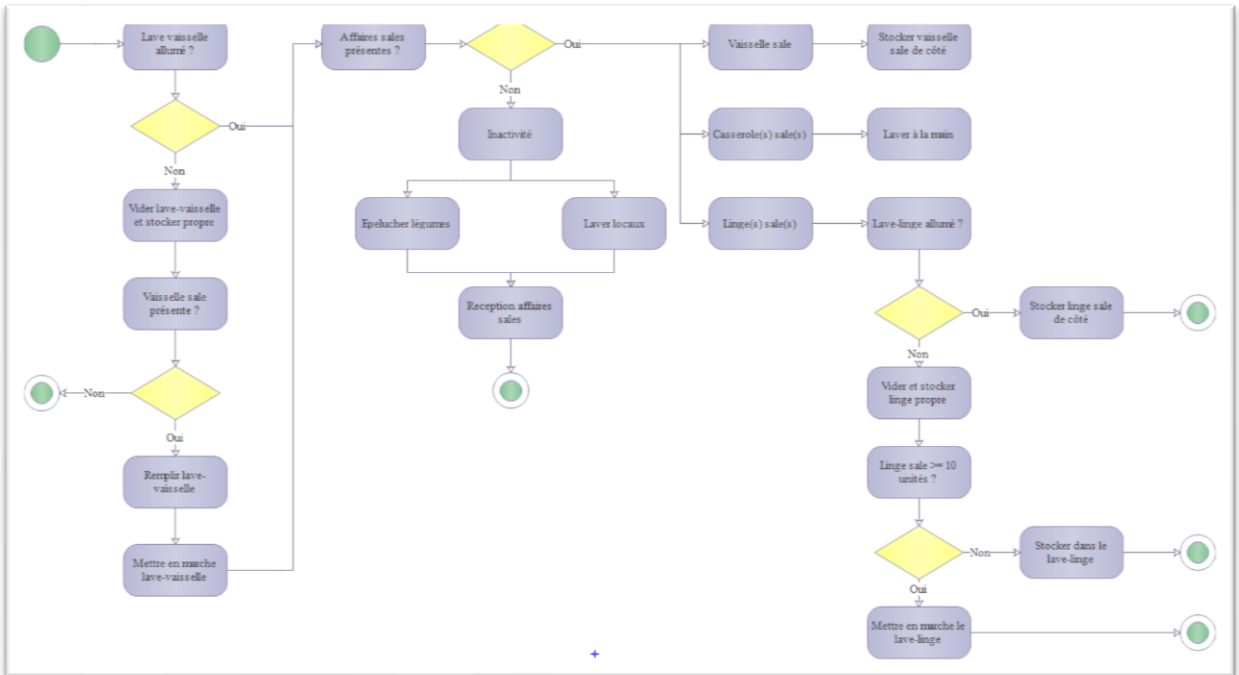 Lave vaisselle
allumé ?
Oui
Non
Vider lave-vaisselle
et stocker propre
Vaisselle sale
présente ?
Non
Oui
Remplir lave-
vaisselle
Mettre en marche
lave-vaisselle
Affaires sales
présentes ?
Oui
Non
Inactivité
Epelucher légumes
Laver locaux
Reception affaires
sales
Vaisselle sale
Stocker vaisselle
sale de côté
Casserole(s) sale(s)
Laver à la main
Linge(s) sale(s)
Lave-linge allumé ?
Oui
Stocker linge sale
de côté
Non
Vider et stocker
linge propre
Linge sale >= 10
unités ?
Non
Stocker dans le
lave-linge
Oui
Mettre en marche le
lave-linge